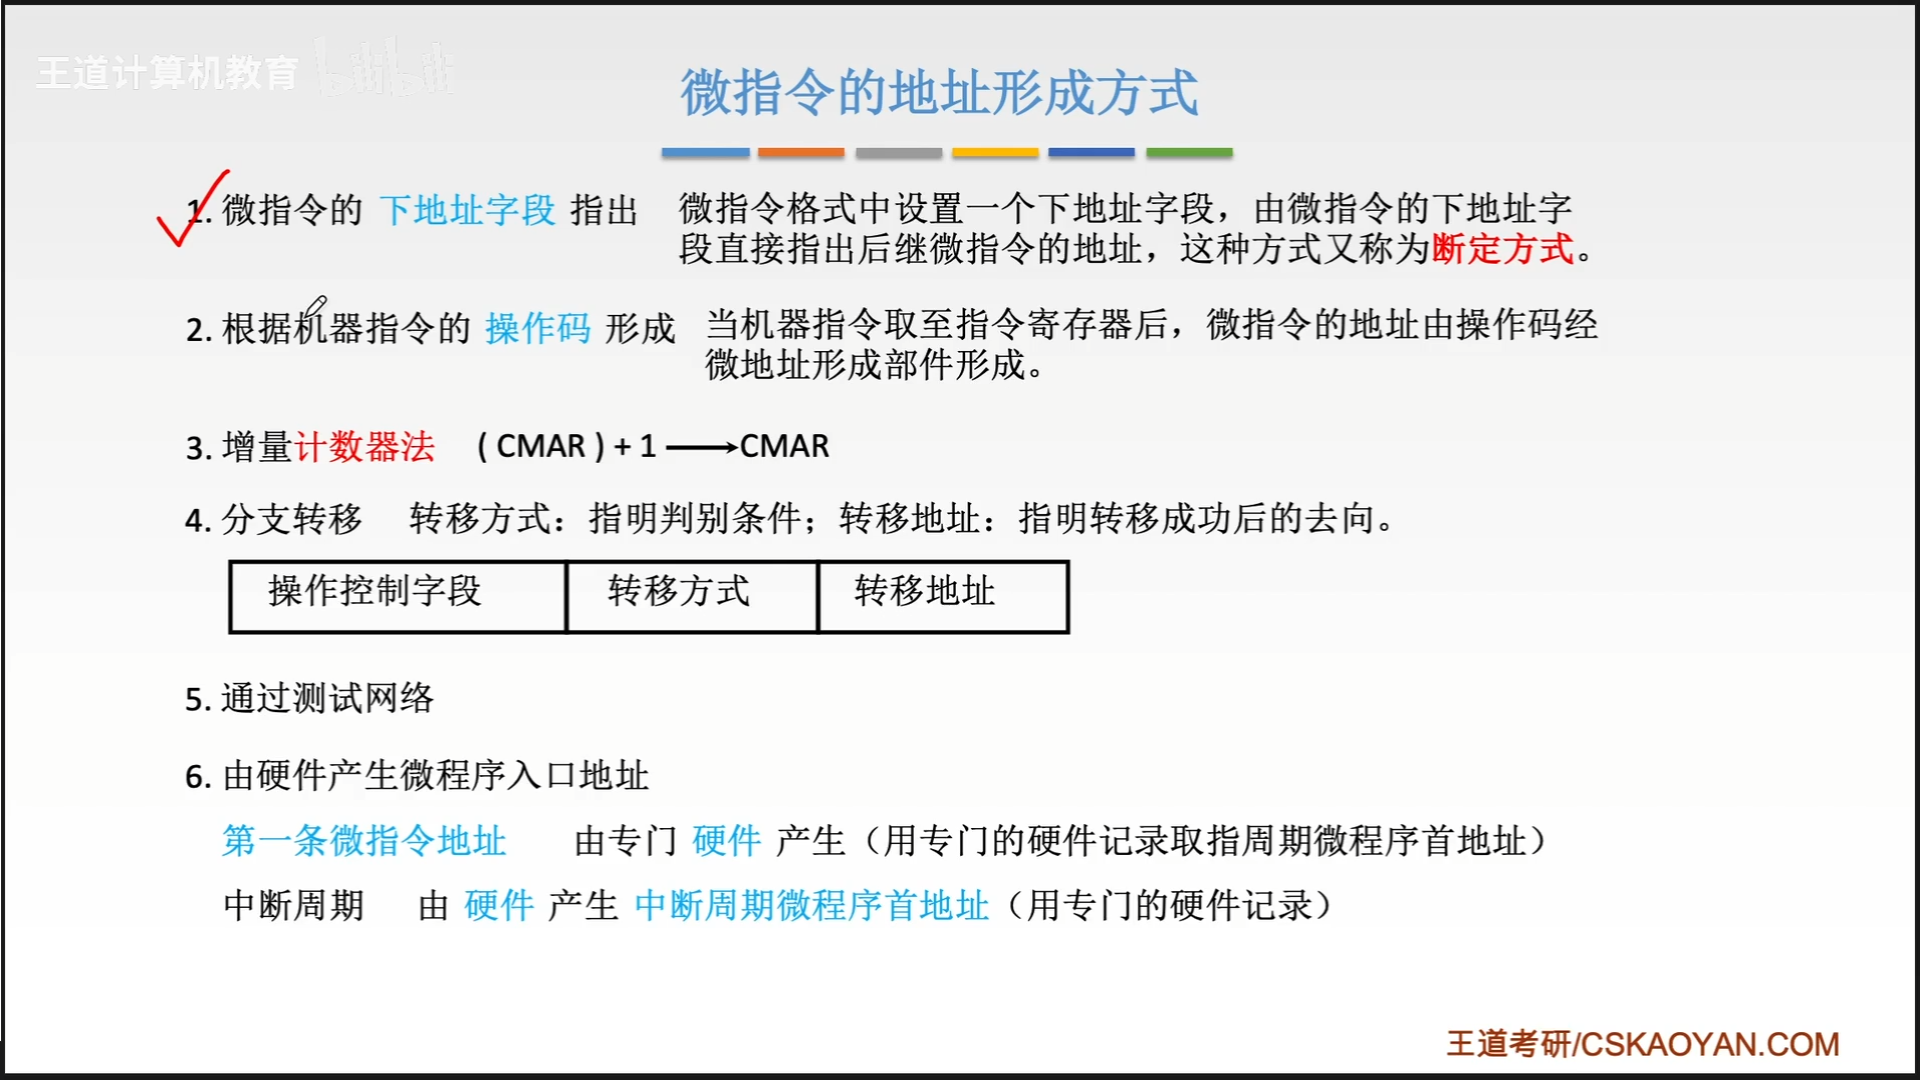 王道计算机教育 bilibili
微指令的地址形成方式
1. 微指令的 下地址字段 指出 微指令格式中设置一个下地址字段，由微指令的下地址字
段直接指出后继微指令的地址，这种方式又称为断定方式。
2. 根据机器指令的 操作码 形成 当机器指令取至指令寄存器后，微指令的地址由操作码经
微地址形成部件形成。
3. 增量计数器法 ( CMAR ) + 1 ⟶ CMAR
4. 分支转移 转移方式：指明判别条件；转移地址：指明转移成功后的去向。
操作控制字段 转移方式 转移地址
5. 通过测试网络
6. 由硬件产生微程序入口地址
第一条微指令地址 由专门 硬件 产生（用专门的硬件记录取指周期微程序首地址）
中断周期 由 硬件 产生 中断周期微程序首地址（用专门的硬件记录）
王道考研/CSKAOYAN.COM